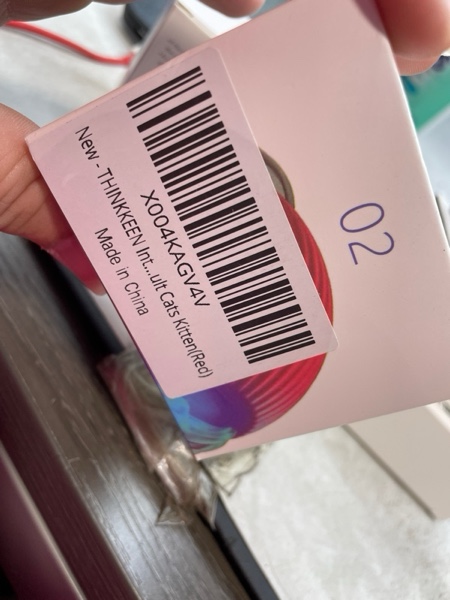 X004KAGV4V
New - THINKKEEN Int...ult Cats Kitten(Red)
Made in China
02